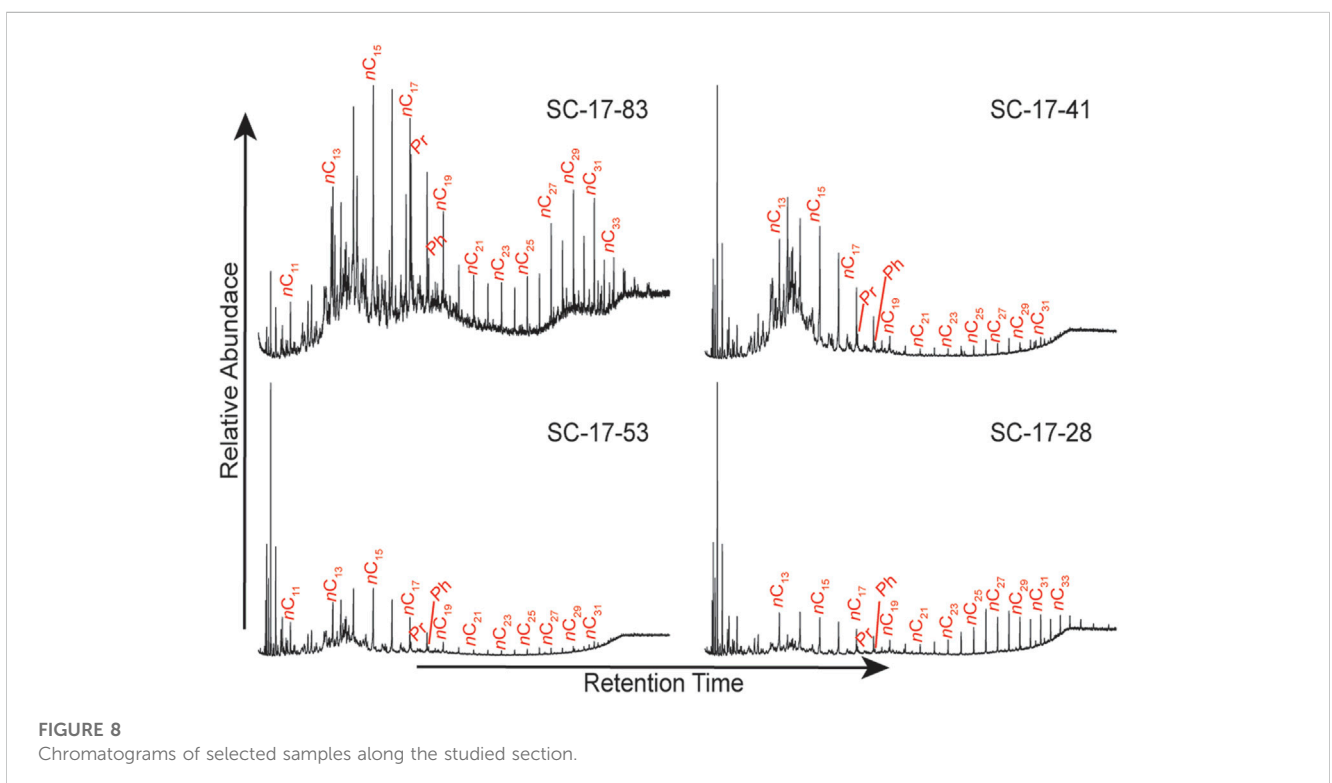 Relative Abundace
SC-17-83
nC11
nC13
nC15
nC17
Pr
Ph
nC19
nC21
nC23
nC25
nC27
nC29
nC31
nC33
SC-17-41
nC13
nC15
nC17
Pr
Ph
nC19
nC21
nC23
nC25
nC27
nC29
nC31
SC-17-53
nC11
nC13
nC15
nC17
Pr
Ph
nC19
nC21
nC23
nC25
nC27
nC29
nC31
SC-17-28
nC13
nC15
nC17
Pr
Ph
nC19
nC21
nC23
nC25
nC27
nC29
nC31
nC33
Retention Time
FIGURE 8
Chromatograms of selected samples along the studied section.